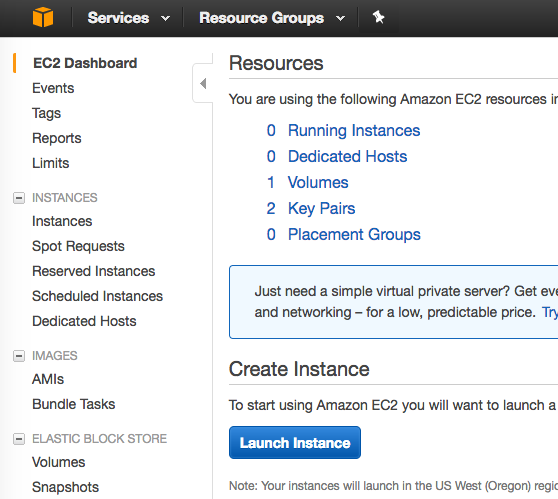 Services
Resource Groups
EC2 Dashboard
Events
Tags
Reports
Limits
INSTANCES
Instances
Spot Requests
Reserved Instances
Scheduled Instances
Dedicated Hosts
IMAGES
AMIs
Bundle Tasks
ELASTIC BLOCK STORE
Volumes
Snapshots
Resources
You are using the following Amazon EC2 resources in
0 Running Instances
0 Dedicated Hosts
1 Volumes
2 Key Pairs
0 Placement Groups
Just need a simple virtual private server? Get eve
and networking – for a low, predictable price. Try
Create Instance
To start using Amazon EC2 you will want to launch a
Launch Instance
Note: Your instances will launch in the US West (Oregon) regio